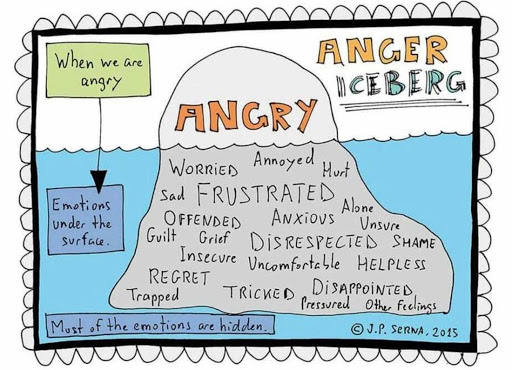 When we are
angry
ANGER
ICEBERG
ANGRY
WORRIED Annoyed Hurt
Sad FRUSTRATED Alone
OFFENDED ANXIOUS Unsure
Guilt Grief DISRESPECTED SHAME
Insecure Uncomfortable HELPLESS
REGRET DISAPPOINTED
Trapped TRICKED Pressured Other feelings
Emotions
under the
surface.
Most of the emotions are hidden.
© J.P. SERNA, 2015